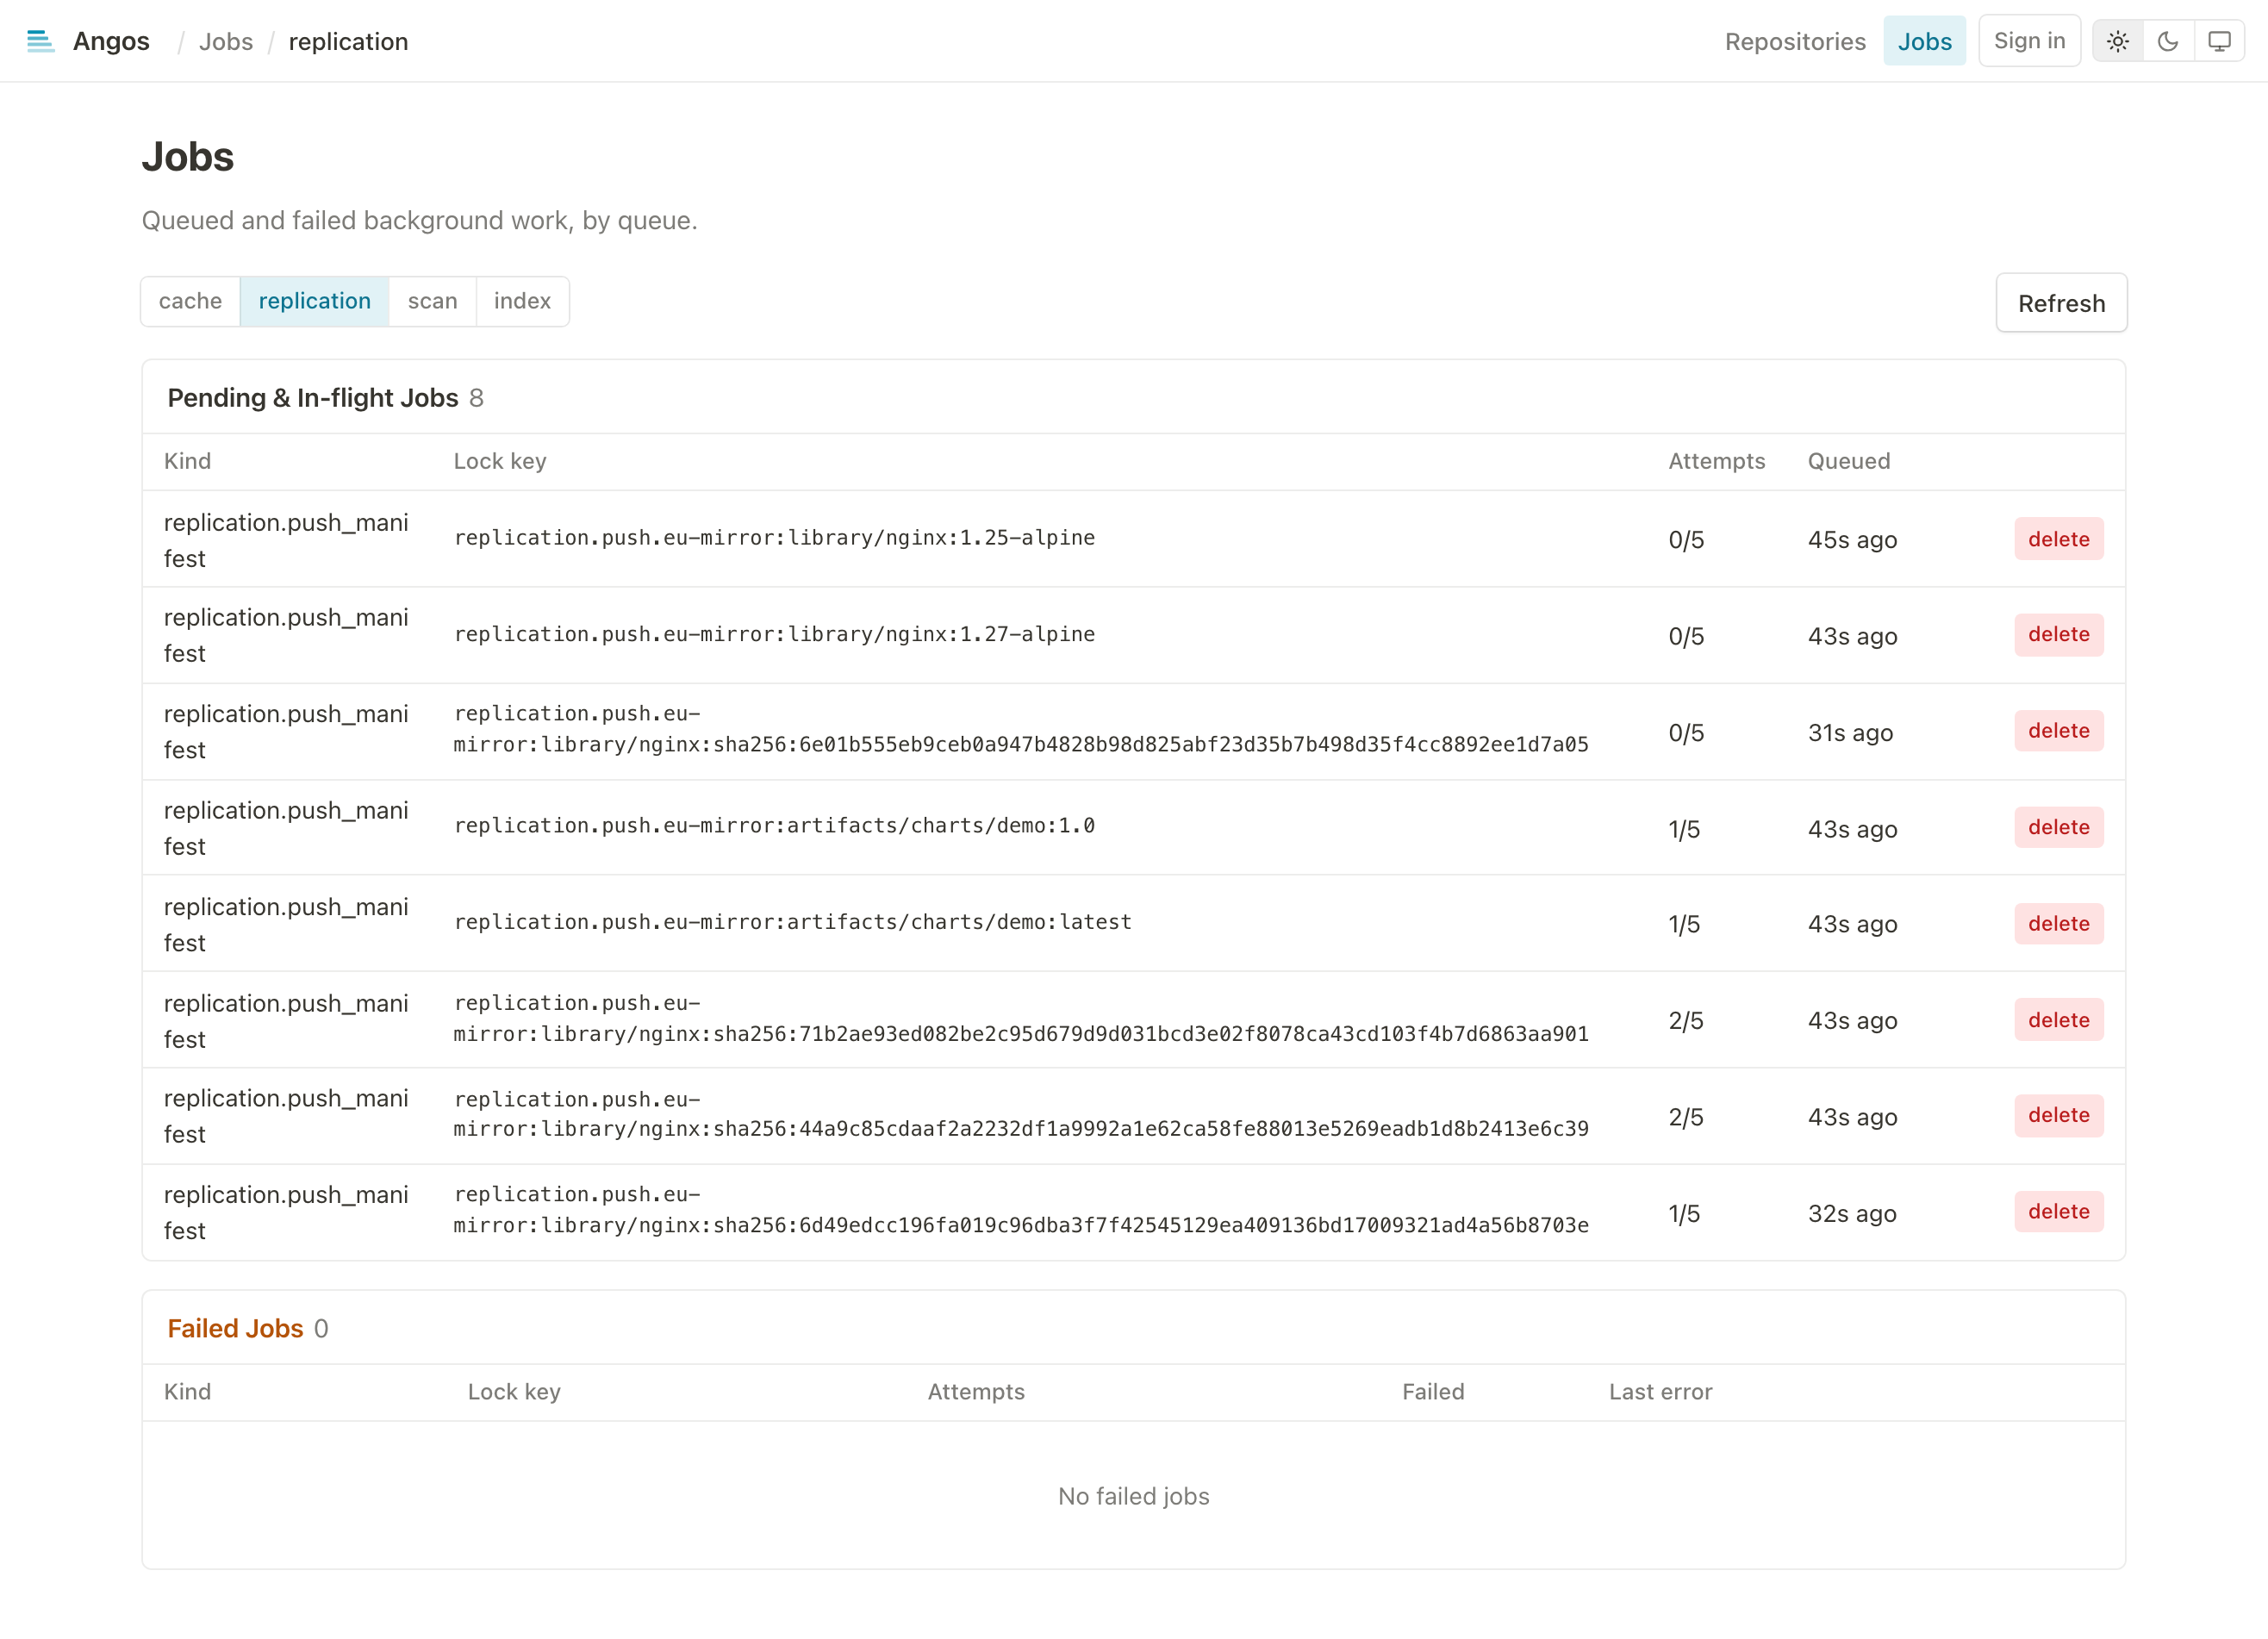 Angos / Jobs / replication
Repositories Jobs Sign in
Jobs
Queued and failed background work, by queue.
cache replication scan index
Refresh
Pending & In-flight Jobs 8
Kind Lock key Attempts Queued
replication.push_mani
fest
replication.push.eu-mirror:library/nginx:1.25-alpine
0/5 45s ago delete
replication.push_mani
fest
replication.push.eu-mirror:library/nginx:1.27-alpine
0/5 43s ago delete
replication.push_mani
fest
replication.push.eu-
mirror:library/nginx:sha256:6e01b555eb9ceb0a947b4828b98d825abf23d35b7b498d35f4cc8892ee1d7a05
0/5 31s ago delete
replication.push_mani
fest
replication.push.eu-mirror:artifacts/charts/demo:1.0
1/5 43s ago delete
replication.push_mani
fest
replication.push.eu-mirror:artifacts/charts/demo:latest
1/5 43s ago delete
replication.push_mani
fest
replication.push.eu-
mirror:library/nginx:sha256:71b2ae93ed082be2c95d679d9d031bcd3e02f8078ca43cd103f4b7d6863aa901
2/5 43s ago delete
replication.push_mani
fest
replication.push.eu-
mirror:library/nginx:sha256:44a9c85cdaaf2a2232df1a9992a1e62ca58fe88013e5269eadb1d8b2413e6c39
2/5 43s ago delete
replication.push_mani
fest
replication.push.eu-
mirror:library/nginx:sha256:6d49edcc196fa019c96dba3f7f42545129ea409136bd17009321ad4a56b8703e
1/5 32s ago delete
Failed Jobs 0
Kind Lock key Attempts Failed Last error
No failed jobs